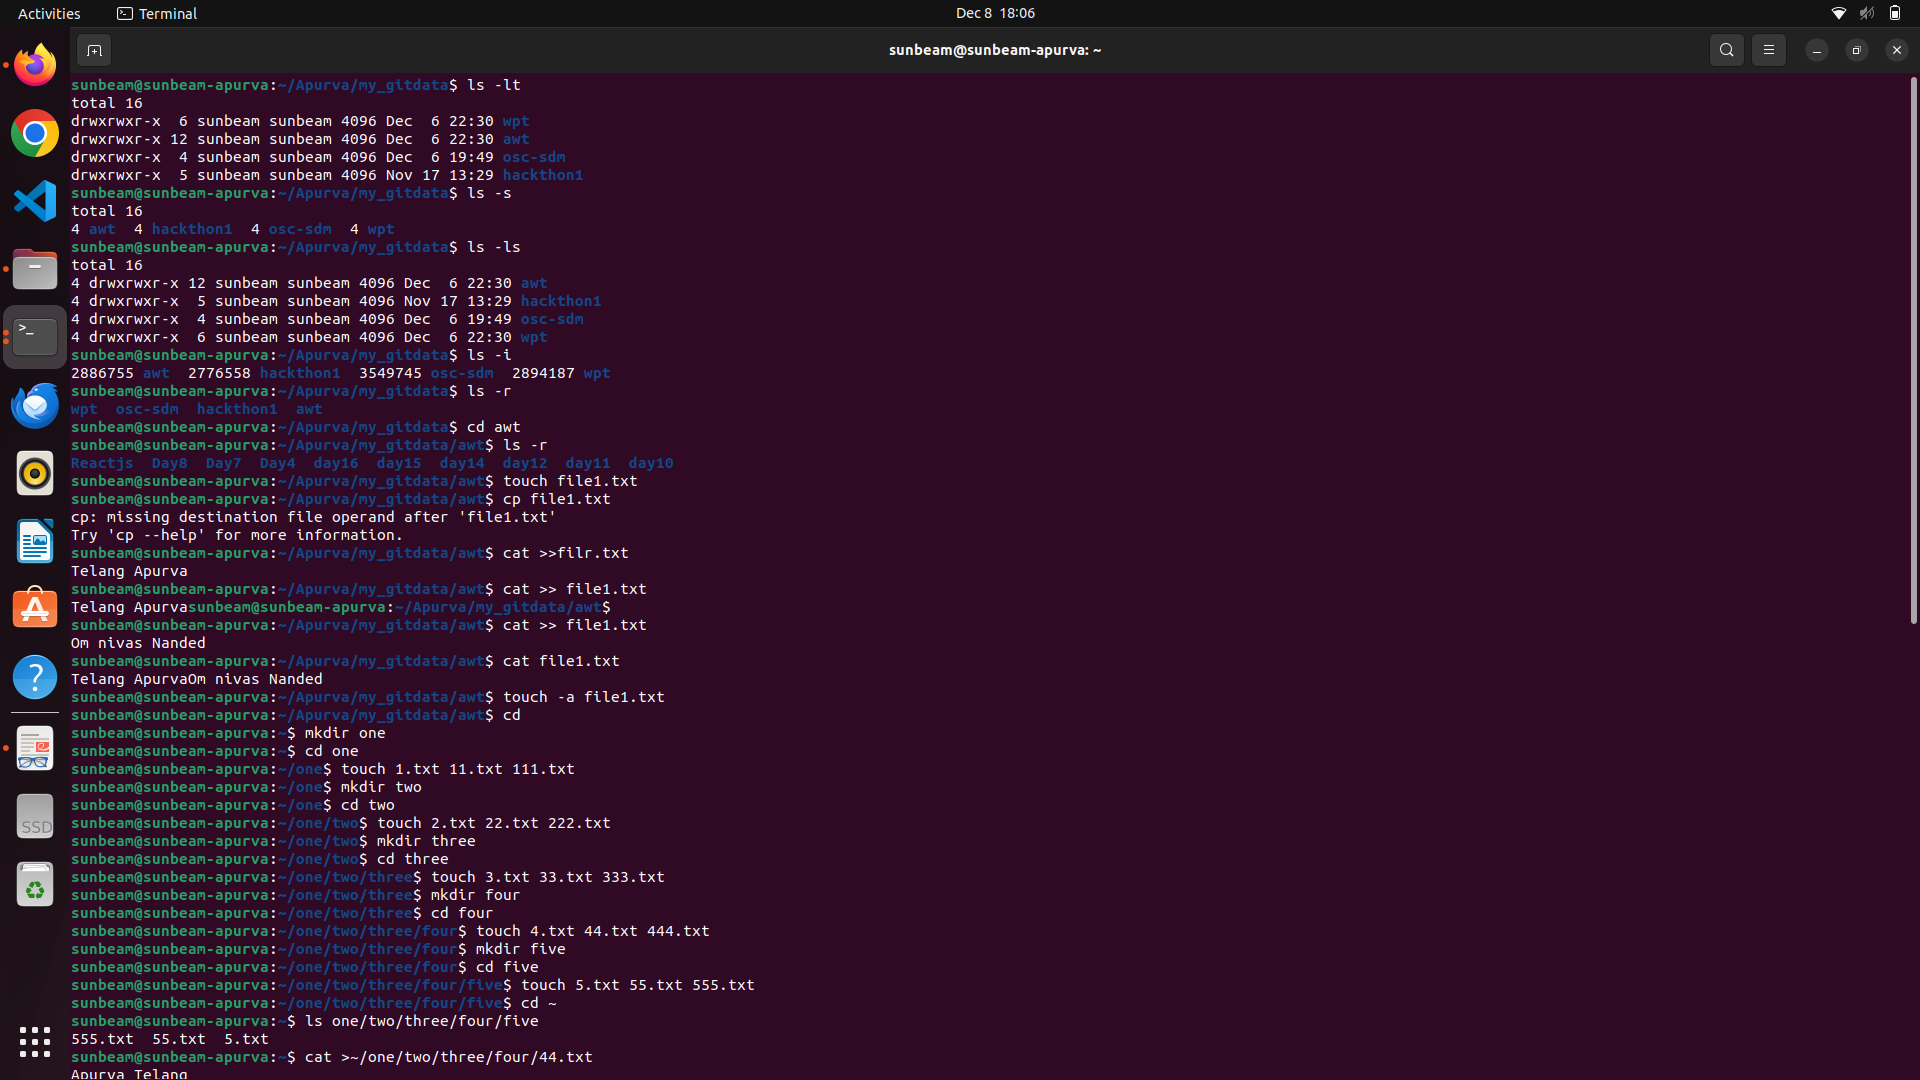 Activities Terminal Dec 8 18:06
sunbeam@sunbeam-apurva: ~
sunbeam@sunbeam-apurva:~/Apurva/my_gitdata$ ls -lt
total 16
drwxrwxr-x  6 sunbeam sunbeam 4096 Dec  6 22:30 wpt
drwxrwxr-x 12 sunbeam sunbeam 4096 Dec  6 22:30 awt
drwxrwxr-x  4 sunbeam sunbeam 4096 Dec  6 19:49 osc-sdm
drwxrwxr-x  5 sunbeam sunbeam 4096 Nov 17 13:29 hackthon1
sunbeam@sunbeam-apurva:~/Apurva/my_gitdata$ ls -s
total 16
4 awt  4 hackthon1  4 osc-sdm  4 wpt
sunbeam@sunbeam-apurva:~/Apurva/my_gitdata$ ls -ls
total 16
4 drwxrwxr-x 12 sunbeam sunbeam 4096 Dec  6 22:30 awt
4 drwxrwxr-x  5 sunbeam sunbeam 4096 Nov 17 13:29 hackthon1
4 drwxrwxr-x  4 sunbeam sunbeam 4096 Dec  6 19:49 osc-sdm
4 drwxrwxr-x  6 sunbeam sunbeam 4096 Dec  6 22:30 wpt
sunbeam@sunbeam-apurva:~/Apurva/my_gitdata$ ls -i
2886755 awt  2776558 hackthon1  3549745 osc-sdm  2894187 wpt
sunbeam@sunbeam-apurva:~/Apurva/my_gitdata$ ls -r
wpt  osc-sdm  hackthon1  awt
sunbeam@sunbeam-apurva:~/Apurva/my_gitdata$ cd awt
sunbeam@sunbeam-apurva:~/Apurva/my_gitdata/awt$ ls -r
Reactjs  Day8  Day7  Day4  day16  day15  day14  day12  day11  day10
sunbeam@sunbeam-apurva:~/Apurva/my_gitdata/awt$ touch file1.txt
sunbeam@sunbeam-apurva:~/Apurva/my_gitdata/awt$ cp file1.txt
cp: missing destination file operand after 'file1.txt'
Try 'cp --help' for more information.
sunbeam@sunbeam-apurva:~/Apurva/my_gitdata/awt$ cat >>filr.txt
Telang Apurva
sunbeam@sunbeam-apurva:~/Apurva/my_gitdata/awt$ cat >> file1.txt
Telang Apurvasunbeam@sunbeam-apurva:~/Apurva/my_gitdata/awt$
sunbeam@sunbeam-apurva:~/Apurva/my_gitdata/awt$ cat >> file1.txt
Om nivas Nanded
sunbeam@sunbeam-apurva:~/Apurva/my_gitdata/awt$ cat file1.txt
Telang ApurvaOm nivas Nanded
sunbeam@sunbeam-apurva:~/Apurva/my_gitdata/awt$ touch -a file1.txt
sunbeam@sunbeam-apurva:~/Apurva/my_gitdata/awt$ cd
sunbeam@sunbeam-apurva:~$ mkdir one
sunbeam@sunbeam-apurva:~$ cd one
sunbeam@sunbeam-apurva:~/one$ touch 1.txt 11.txt 111.txt
sunbeam@sunbeam-apurva:~/one$ mkdir two
sunbeam@sunbeam-apurva:~/one$ cd two
sunbeam@sunbeam-apurva:~/one/two$ touch 2.txt 22.txt 222.txt
sunbeam@sunbeam-apurva:~/one/two$ mkdir three
sunbeam@sunbeam-apurva:~/one/two$ cd three
sunbeam@sunbeam-apurva:~/one/two/three$ touch 3.txt 33.txt 333.txt
sunbeam@sunbeam-apurva:~/one/two/three$ mkdir four
sunbeam@sunbeam-apurva:~/one/two/three$ cd four
sunbeam@sunbeam-apurva:~/one/two/three/four$ touch 4.txt 44.txt 444.txt
sunbeam@sunbeam-apurva:~/one/two/three/four$ mkdir five
sunbeam@sunbeam-apurva:~/one/two/three/four$ cd five
sunbeam@sunbeam-apurva:~/one/two/three/four/five$ touch 5.txt 55.txt 555.txt
sunbeam@sunbeam-apurva:~/one/two/three/four/five$ cd ~
sunbeam@sunbeam-apurva:~$ ls one/two/three/four/five
555.txt  55.txt  5.txt
sunbeam@sunbeam-apurva:~$ cat >~/one/two/three/four/44.txt
Apurva Telang
SSD